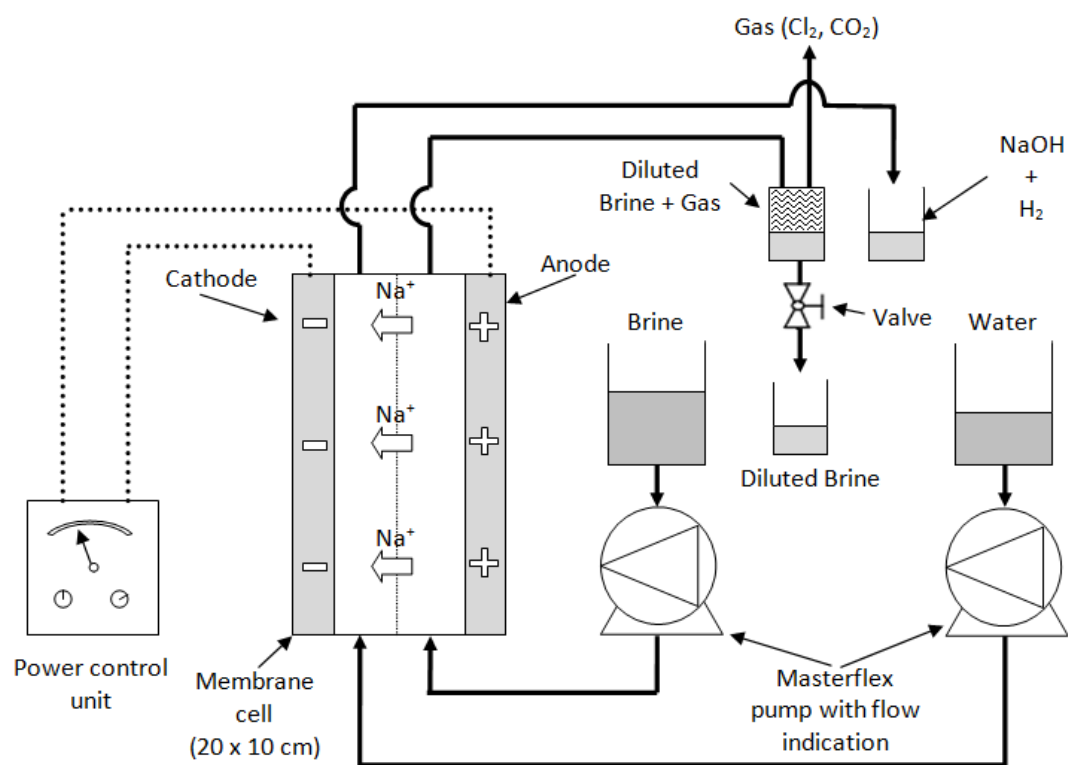 Gas (Cl₂, CO₂)
NaOH
+
H₂
Diluted
Brine + Gas
Cathode
Na⁺
Anode
Brine
Valve
Water
Na⁺
Diluted Brine
Na⁺
Power control
unit
Membrane
cell
(20 x 10 cm)
Masterflex
pump with flow
indication